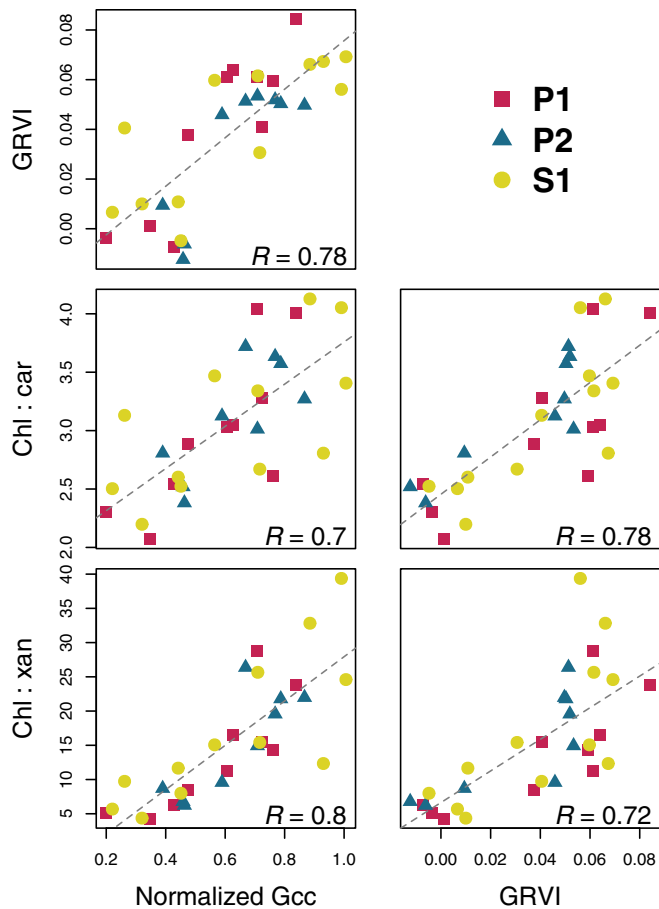 GRVI
0.08
0.06
0.04
0.02
0.00
R = 0.78
P1
P2
S1
Chl : car
4.0
3.5
3.0
2.5
2.0
R = 0.7
R = 0.78
Chl : xan
40
35
30
25
20
15
10
5
R = 0.8
R = 0.72
0.2 0.4 0.6 0.8 1.0
0.00 0.02 0.04 0.06 0.08
Normalized Gcc
GRVI